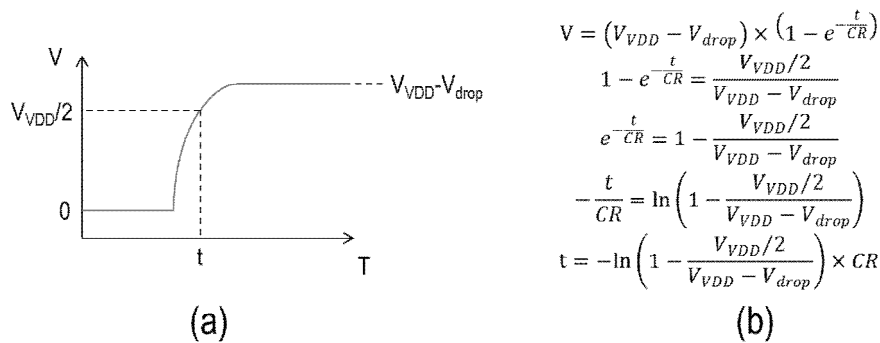 V
V_VDD/2
0
V_VDD-V_drop
t
T
(a)
V = (V_VDD − V_drop) × (1 − e^(−t/CR))
1 − e^(−t/CR) = (V_VDD/2)/(V_VDD − V_drop)
e^(−t/CR) = 1 − (V_VDD/2)/(V_VDD − V_drop)
−t/CR = ln(1 − (V_VDD/2)/(V_VDD − V_drop))
t = −ln(1 − (V_VDD/2)/(V_VDD − V_drop)) × CR
(b)